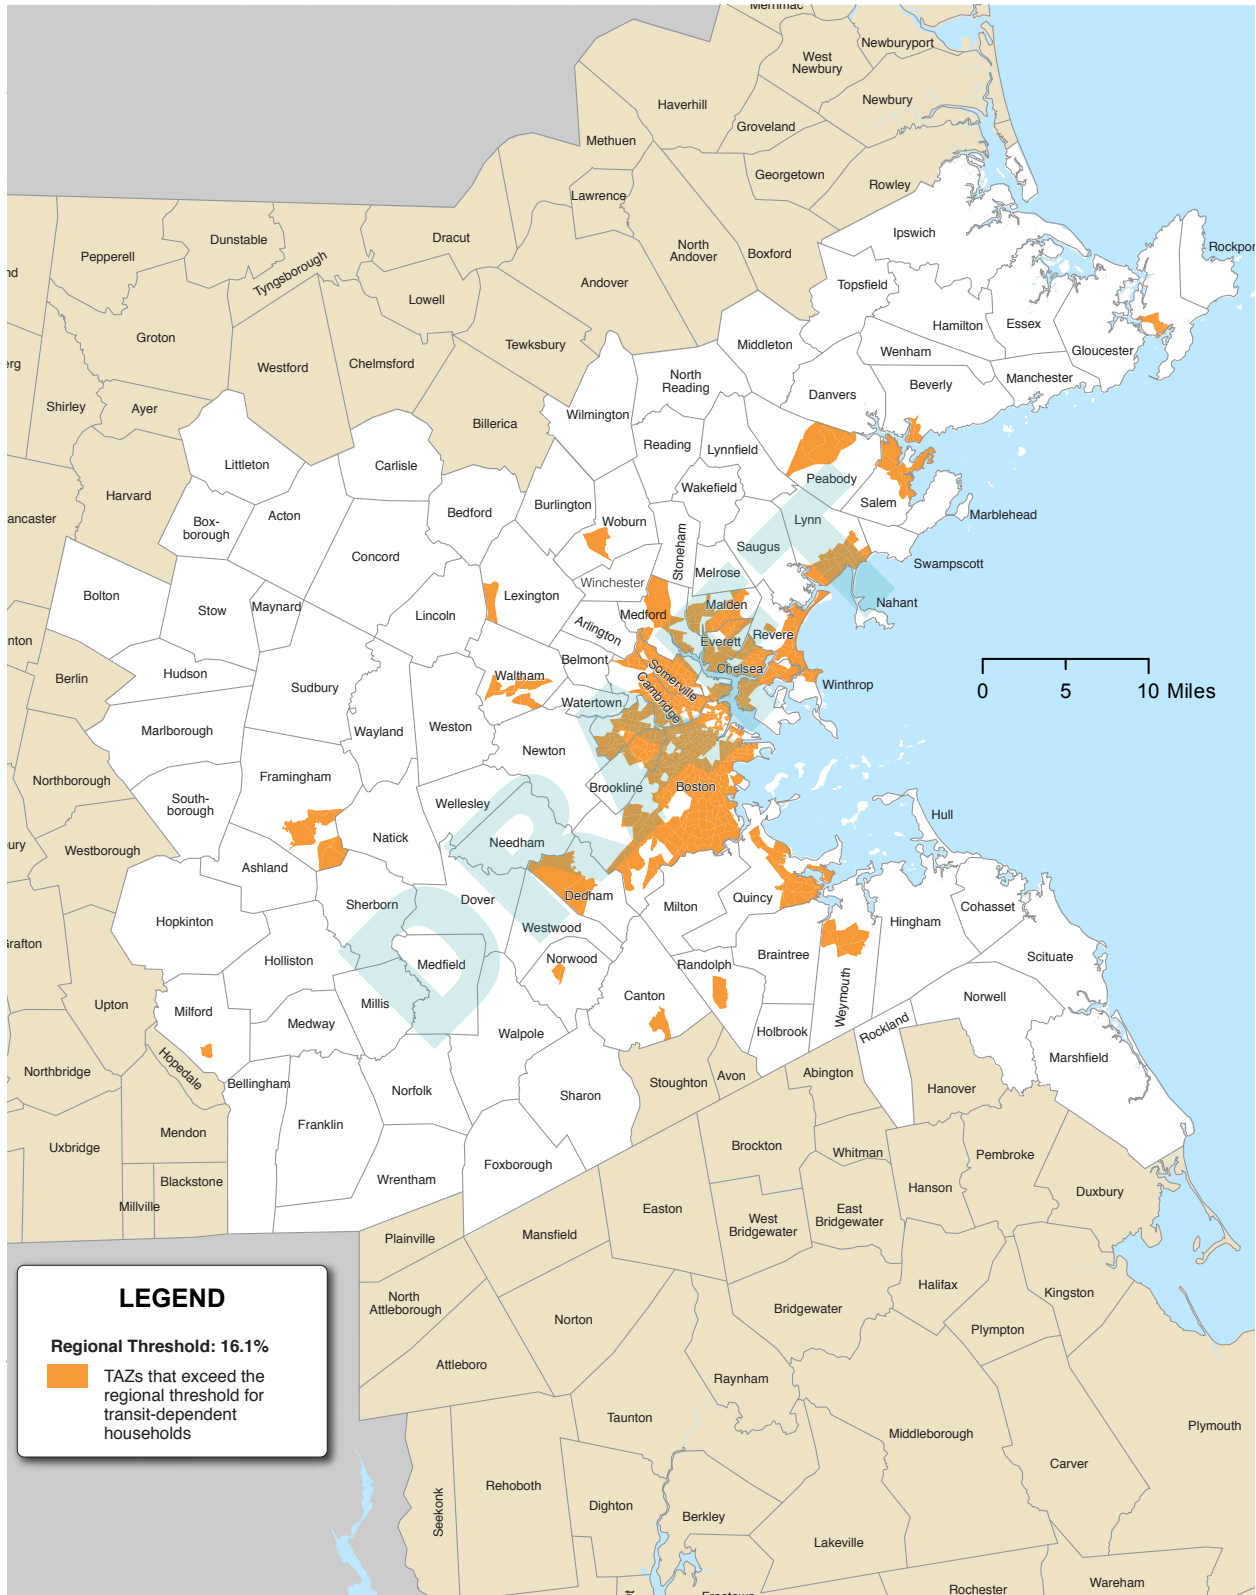 Merrimac
Newburyport
West
Newbury
Newbury
Haverhill
Groveland
Methuen
Georgetown
Rowley
Lawrence
Ipswich
Dunstable
Dracut
North
Andover
Boxford
Rockpor
Pepperell
Tyngsborough
nd
Andover
Topsfield
Lowell
Hamilton
Essex
Groton
Tewksbury
Middleton
Wenham
Gloucester
erg
Westford
Chelmsford
North
Reading
Beverly
Manchester
Danvers
Shirley
Ayer
Wilmington
Billerica
Reading
Lynnfield
Littleton
Carlisle
Peabody
Wakefield
Harvard
Salem
Burlington
Bedford
Acton
ancaster
Box-
borough
Woburn
Lynn
Marblehead
Stoneham
Saugus
Concord
Swampscott
Melrose
Winchester
Bolton
Lexington
Nahant
Stow
Maynard
Malden
Lincoln
Medford
Arlington
Revere
nton
Everett
Belmont
Chelsea
Hudson
Berlin
Waltham
Somerville
Winthrop
Sudbury
Cambridge
0 5 10 Miles
Watertown
Weston
Marlborough
Wayland
Newton
Northborough
Framingham
Brookline
Boston
South-
borough
Wellesley
Hull
Natick
Needham
ury
Westborough
Ashland
Dedham
Quincy
Sherborn
Dover
Milton
Cohasset
Hopkinton
Westwood
Hingham
Grafton
Braintree
Scituate
Holliston
Medfield
Norwood
Randolph
Weymouth
Canton
Norwell
Upton
Millis
Milford
Medway
Walpole
Holbrook
Rockland
Marshfield
Hopedale
Northbridge
Abington
Avon
Stoughton
Bellingham
Norfolk
Hanover
Sharon
Franklin
Mendon
Uxbridge
Brockton
Whitman
Pembroke
Foxborough
Wrentham
Blackstone
Hanson
Duxbury
Millville
Easton
West
Bridgewater
East
Bridgewater
Plainville
Mansfield
Halifax
Kingston
North
Attleborough
Bridgewater
Norton
Plympton
Attleboro
Raynham
Taunton
Plymouth
Middleborough
Carver
Rehoboth
Seekonk
Dighton
Berkley
Lakeville
Wareham
Rochester
DRAFT
LEGEND
Regional Threshold: 16.1%
TAZs that exceed the
regional threshold for
transit-dependent
households